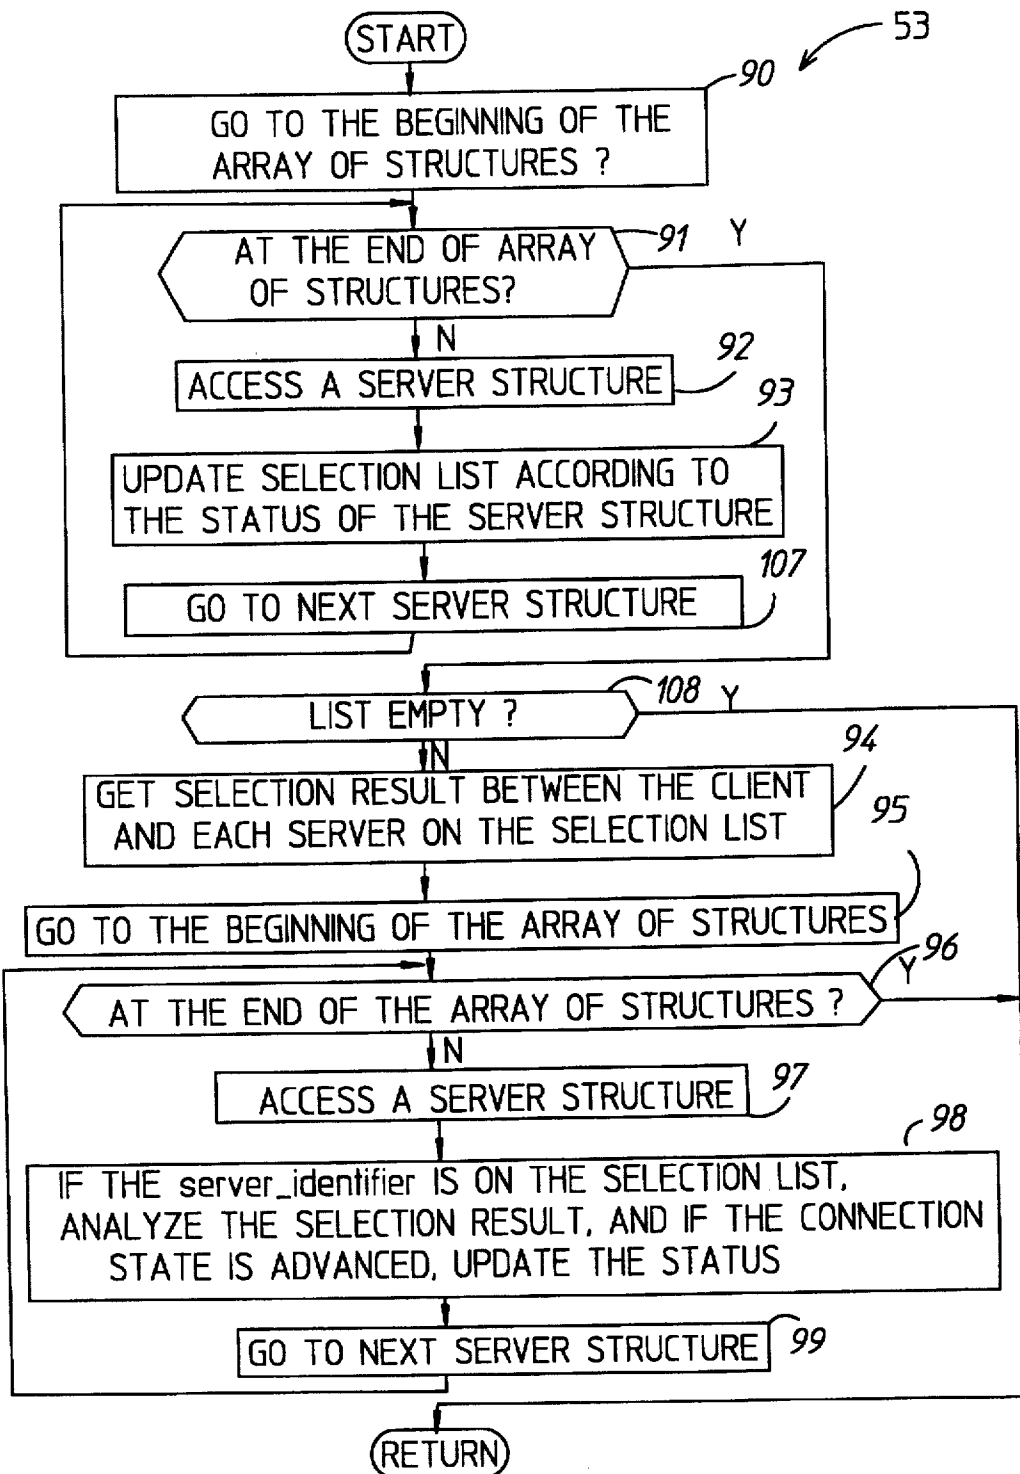 START
53
90
GO TO THE BEGINNING OF THE
ARRAY OF STRUCTURES ?
91
Y
AT THE END OF ARRAY
OF STRUCTURES?
N
92
ACCESS A SERVER STRUCTURE
93
UPDATE SELECTION LIST ACCORDING TO
THE STATUS OF THE SERVER STRUCTURE
107
GO TO NEXT SERVER STRUCTURE
108
Y
LIST EMPTY ?
N
94
GET SELECTION RESULT BETWEEN THE CLIENT
AND EACH SERVER ON THE SELECTION LIST
95
GO TO THE BEGINNING OF THE ARRAY OF STRUCTURES
96
Y
AT THE END OF THE ARRAY OF STRUCTURES ?
N
97
ACCESS A SERVER STRUCTURE
98
IF THE server_identifier IS ON THE SELECTION LIST,
ANALYZE THE SELECTION RESULT, AND IF THE CONNECTION
STATE IS ADVANCED, UPDATE THE STATUS
GO TO NEXT SERVER STRUCTURE
99
RETURN